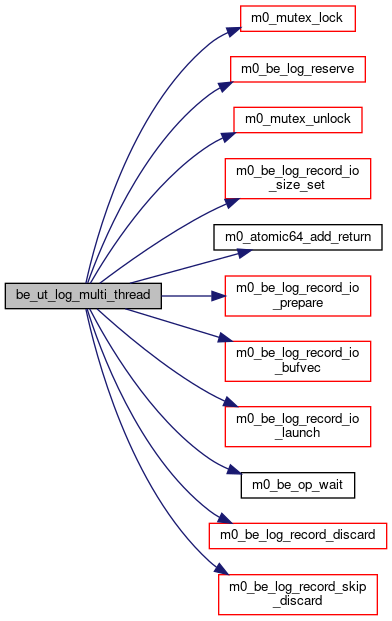 m0_mutex_lock
m0_be_log_reserve
m0_mutex_unlock
m0_be_log_record_io
_size_set
m0_atomic64_add_return
be_ut_log_multi_thread
m0_be_log_record_io
_prepare
m0_be_log_record_io
_bufvec
m0_be_log_record_io
_launch
m0_be_op_wait
m0_be_log_record_discard
m0_be_log_record_skip
_discard